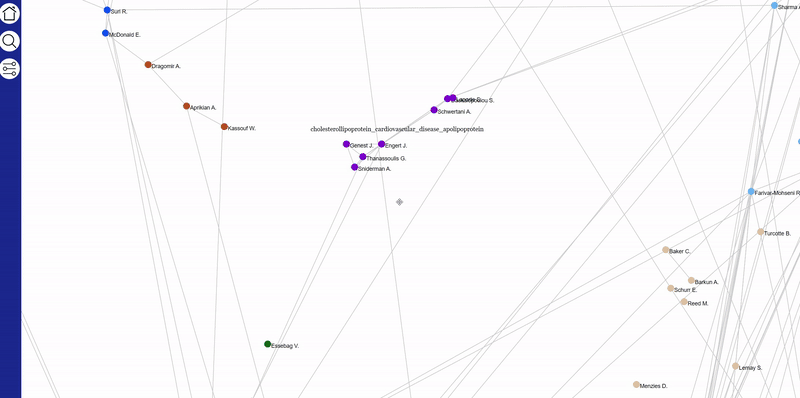 Suri R.
Sharma
McDonald E.
Dragomir A.
Aprikian A.
Kassouf W.
Schwertani A.
cholesterollipoprotein_cardiovascular_disease_apolipoprotein
Genest J.
Engert J.
Thanassoulis G.
Sniderman A.
Farivar-Mohseni R
Turcotte B.
Baker C.
Barkun A.
Schurr E.
Reed M.
Essebag V.
Lemay S.
Menzies D.